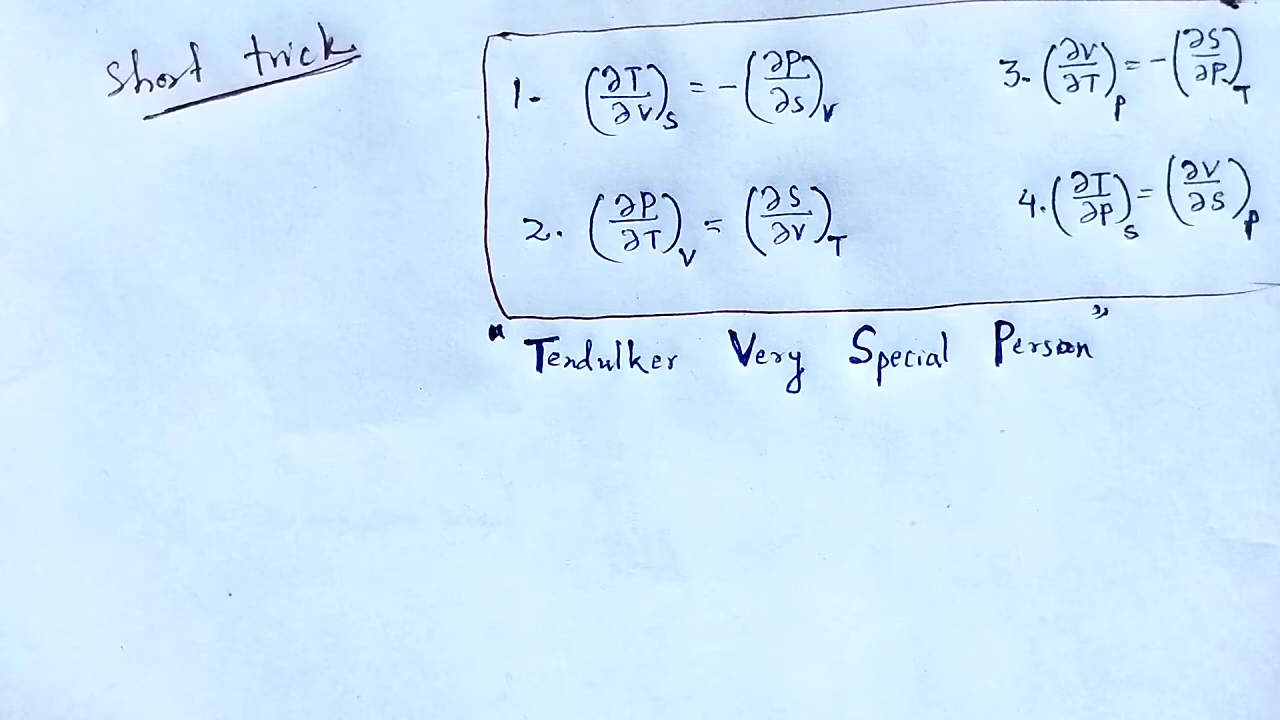 Short trick
1. (∂T/∂V)_S = -(∂P/∂S)_V
3. (∂V/∂T)_P = -(∂S/∂P)_T
2. (∂P/∂T)_V = (∂S/∂V)_T
4. (∂T/∂P)_S = (∂V/∂S)_P
"Tendulker Very Special Person"